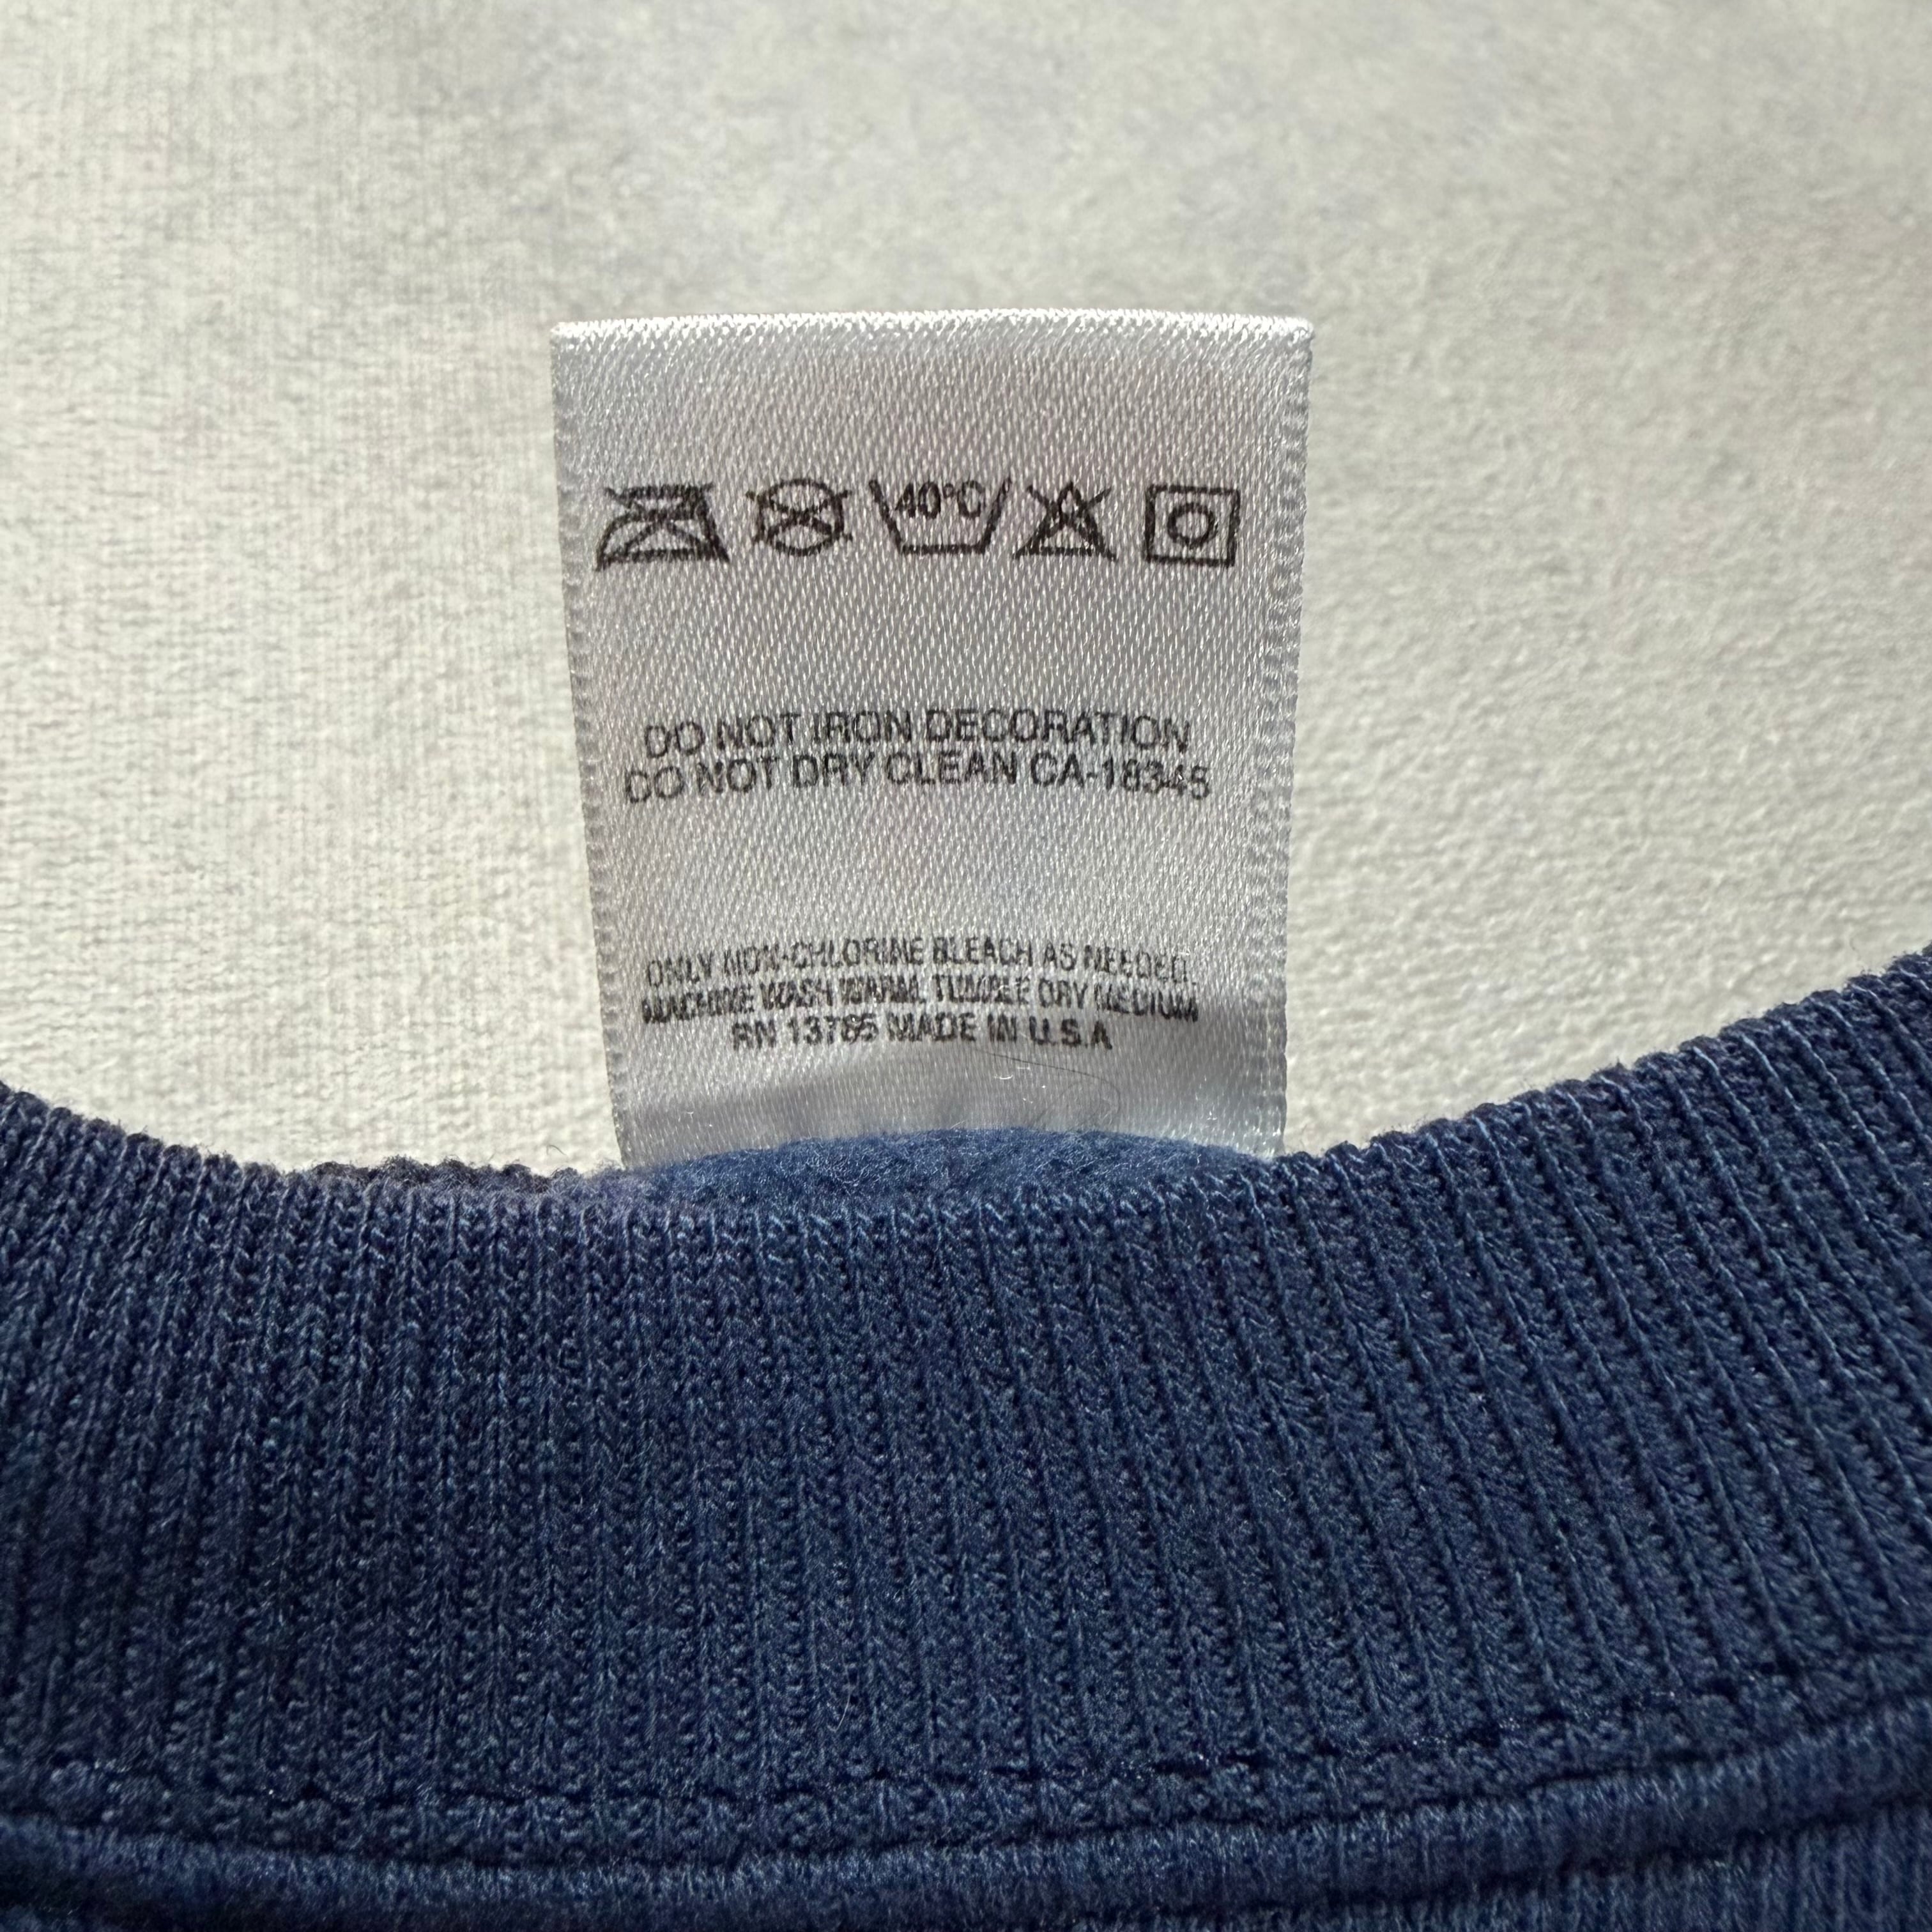 40°C
DO NOT IRON DECORATION
DO NOT DRY CLEAN CA-18345
ONLY NON-CHLORINE BLEACH AS NEEDED.
MACHINE WASH WARM, TUMBLE DRY MEDIUM
RN 13765 MADE IN U.S.A